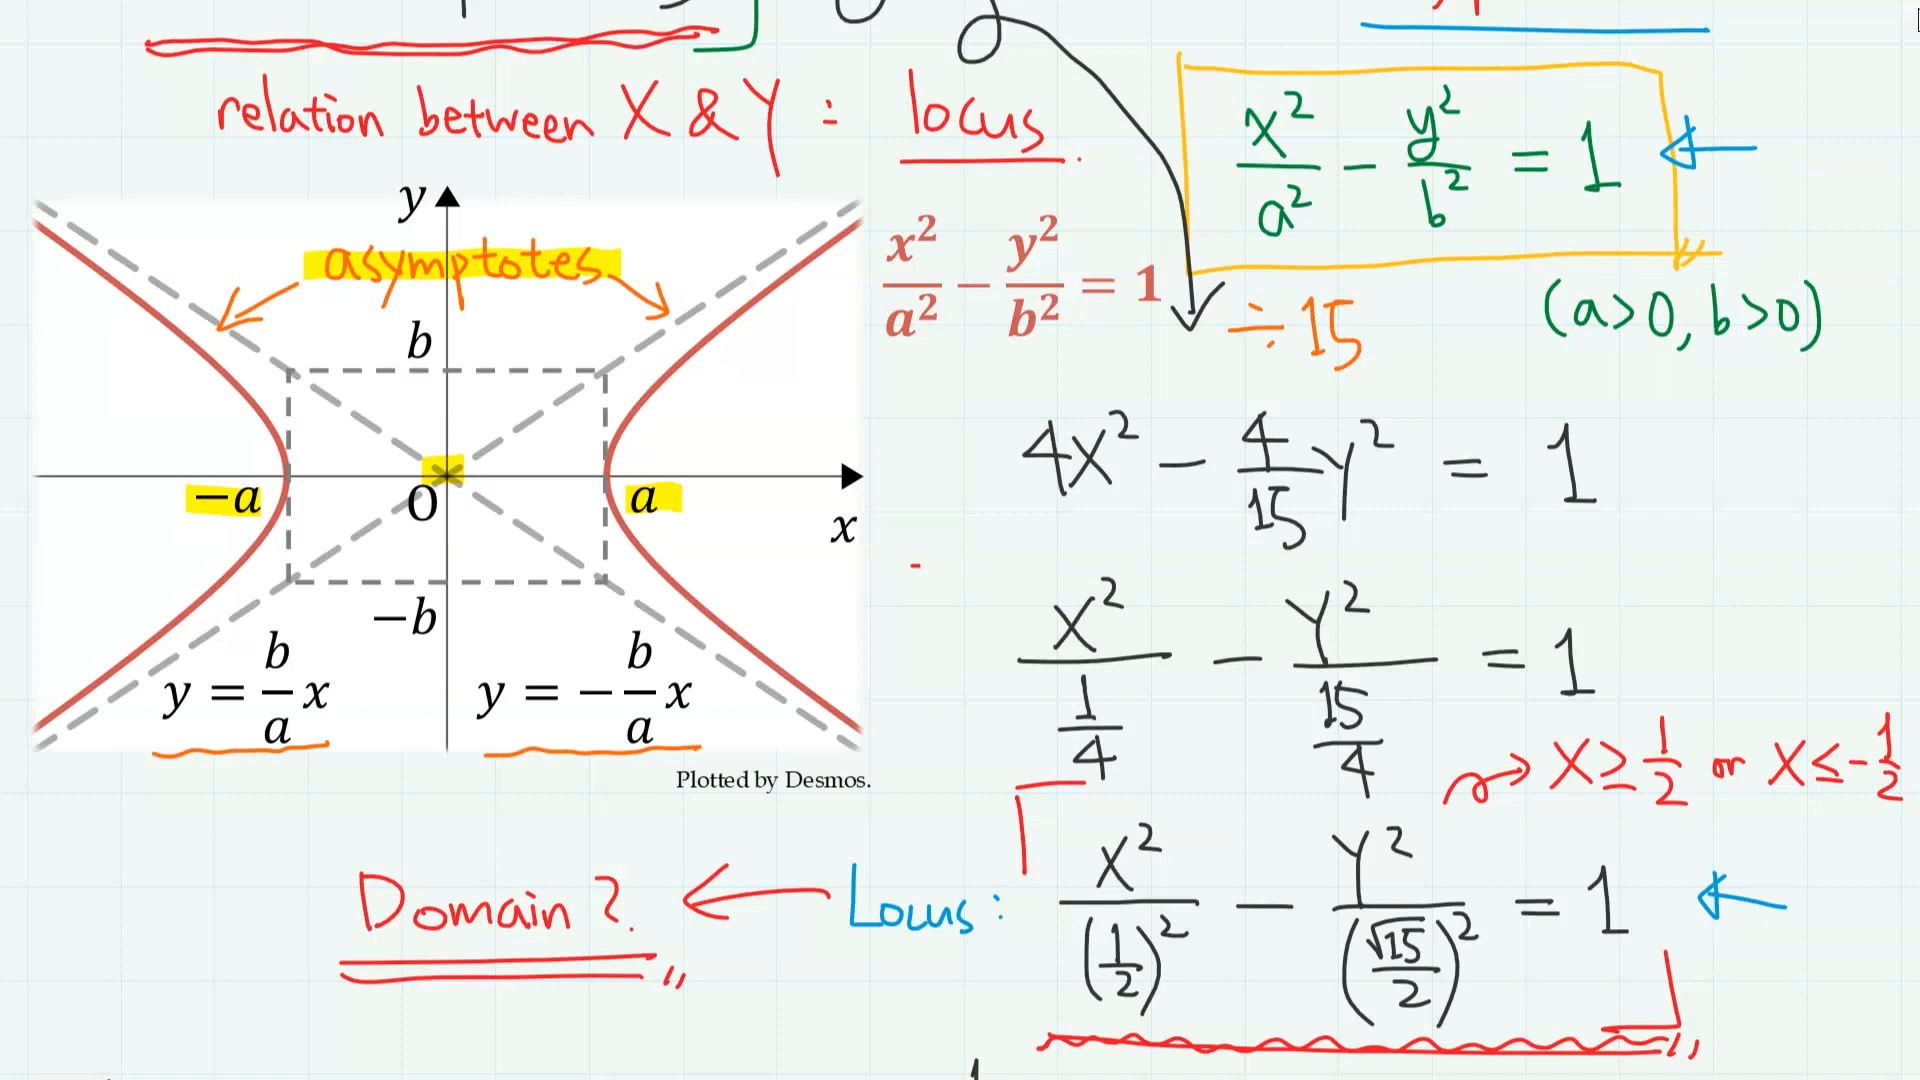 relation between X & Y : locus.
x²/a² − y²/b² = 1
x²/a² − y²/b² = 1
(a>0, b>0)
÷15
y
asymptotes
b
−a
O
a
x
−b
y = b/a x
y = − b/a x
Plotted by Desmos.
4X² − 4/15 Y² = 1
X²/(1/4) − Y²/(15/4) = 1
X ≥ 1/2 or X ≤ -1/2
Domain?
Locus: X²/(1/2)² − Y²/(√15/2)² = 1